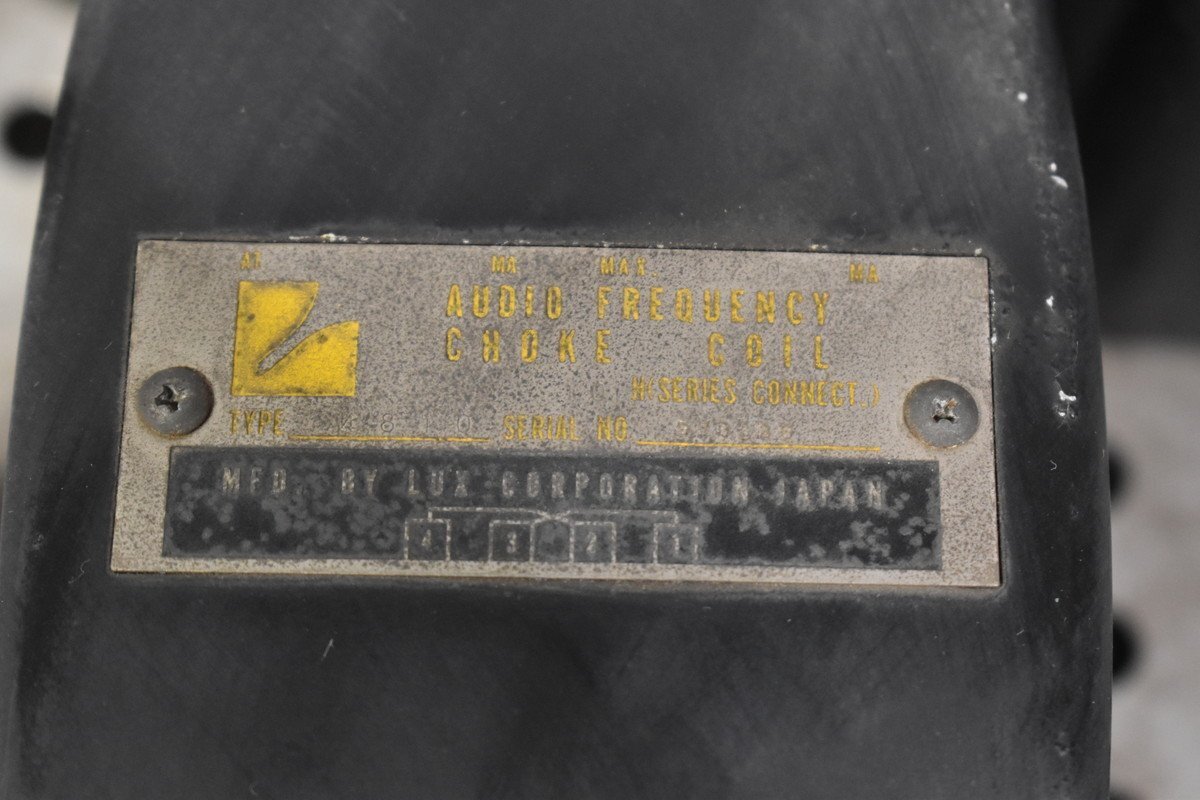 AT MA MAX. MA
AUDIO FREQUENCY
CHOKE COIL
H(SERIES CONNECT.)
TYPE SERIAL NO
MFD BY LUX CORPORATION JAPAN
4 3 2 1